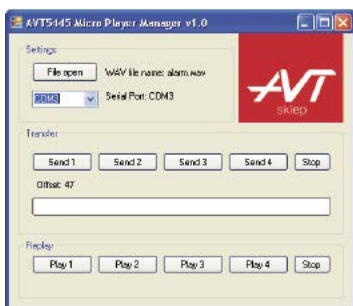 AVT5445 Micro Player Manager v1.0
Settings
File open WAV file name: alarm.wav
COM3 Serial Port: COM3
AVT
sklep
Transfer
Send 1 Send 2 Send 3 Send 4 Stop
Offset: 47
Replay
Play 1 Play 2 Play 3 Play 4 Stop